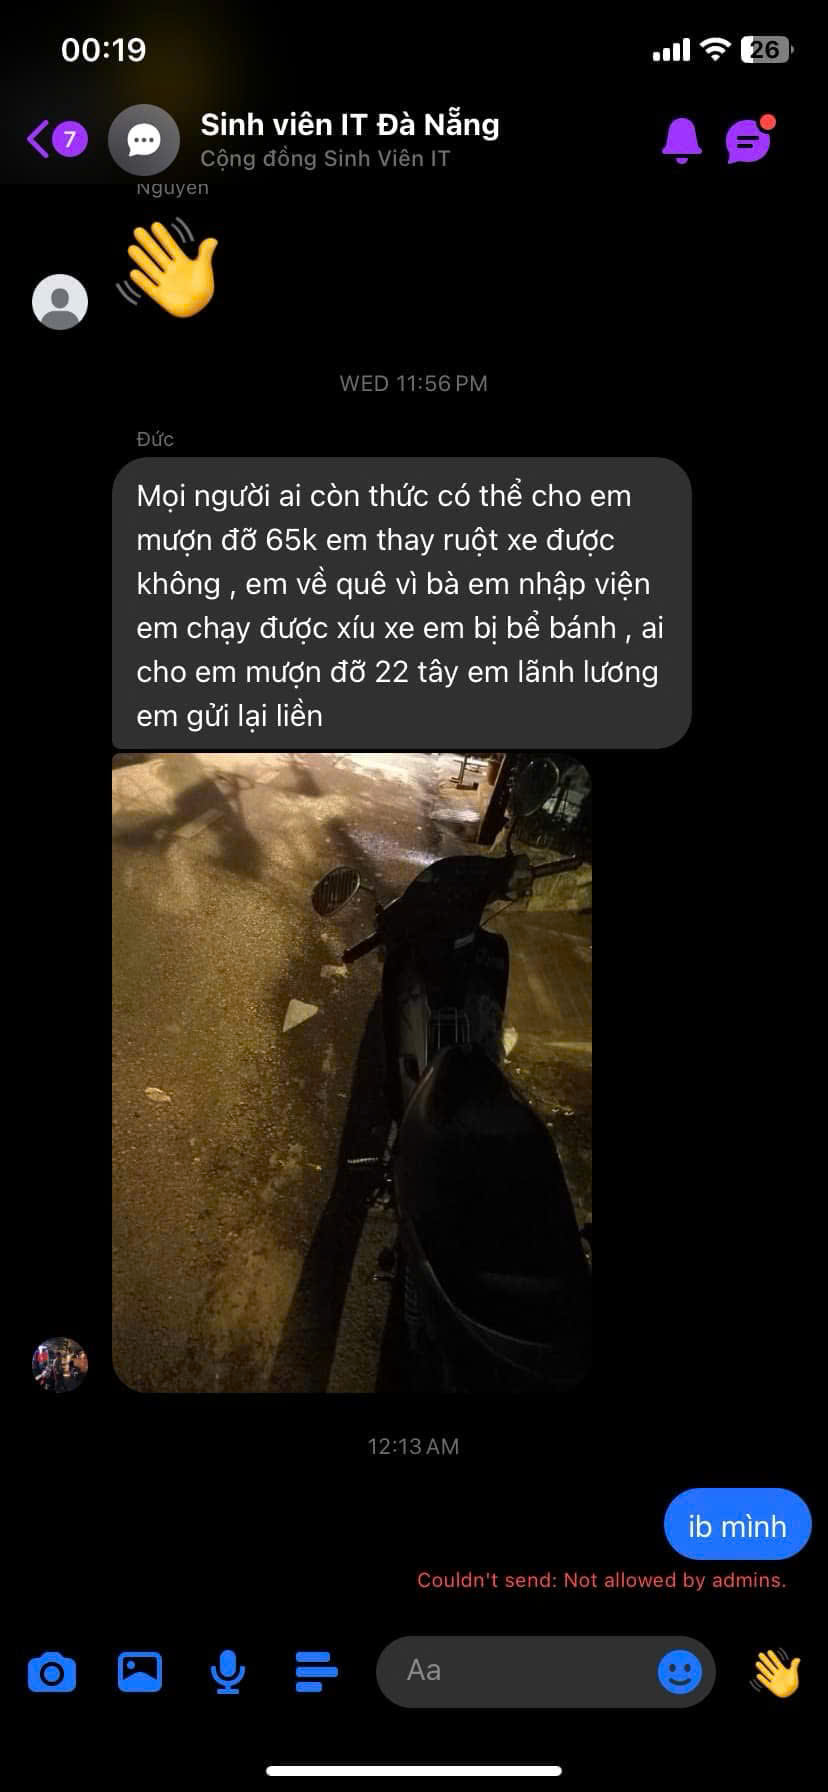 00:19
26
7
Sinh viên IT Đà Nẵng
Cộng đồng Sinh Viên IT
Nguyen
WED 11:56 PM
Đức
Mọi người ai còn thức có thể cho em
mượn đỡ 65k em thay ruột xe được
không , em về quê vì bà em nhập viện
em chạy được xíu xe em bị bể bánh , ai
cho em mượn đỡ 22 tây em lãnh lương
em gửi lại liền
12:13 AM
ib mình
Couldn't send: Not allowed by admins.
Aa